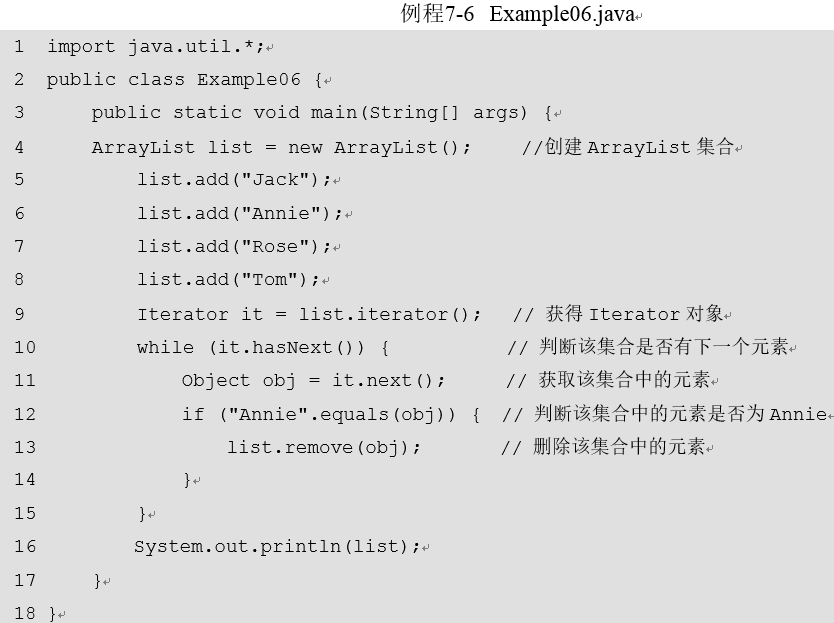 例程7-6 Example06.java
1 import java.util.*;
2 public class Example06 {
3 public static void main(String[] args) {
4 ArrayList list = new ArrayList(); //创建 ArrayList 集合
5 list.add("Jack");
6 list.add("Annie");
7 list.add("Rose");
8 list.add("Tom");
9 Iterator it = list.iterator(); // 获得 Iterator 对象
10 while (it.hasNext()) { // 判断该集合是否有下一个元素
11 Object obj = it.next(); // 获取该集合中的元素
12 if ("Annie".equals(obj)) { // 判断该集合中的元素是否为 Annie
13 list.remove(obj); // 删除该集合中的元素
14 }
15 }
16 System.out.println(list);
17 }
18 }